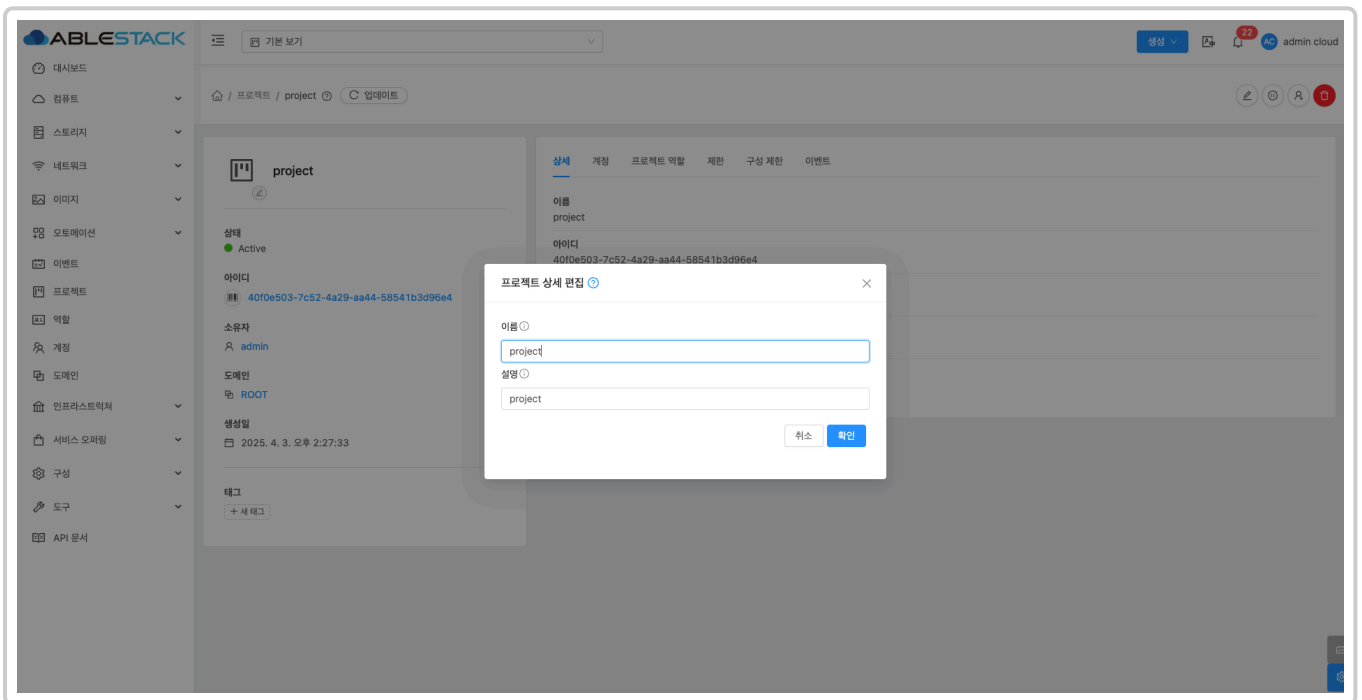 ABLESTACK
기본 보기
생성
22
AC
admin cloud
대시보드
컴퓨트
스토리지
네트워크
이미지
오토메이션
이벤트
프로젝트
역할
계정
도메인
인프라스트럭쳐
서비스 오퍼링
구성
도구
API 문서
/ 프로젝트 / project
업데이트
project
상태
Active
아이디
40f0e503-7c52-4a29-aa44-58541b3d96e4
소유자
admin
도메인
ROOT
생성일
2025. 4. 3. 오후 2:27:33
태그
+ 새 태그
상세 계정 프로젝트 역할 제한 구성 제한 이벤트
이름
project
아이디
40f0e503-7c52-4a29-aa44-58541b3d96e4
프로젝트 상세 편집
이름
project
설명
project
취소 확인